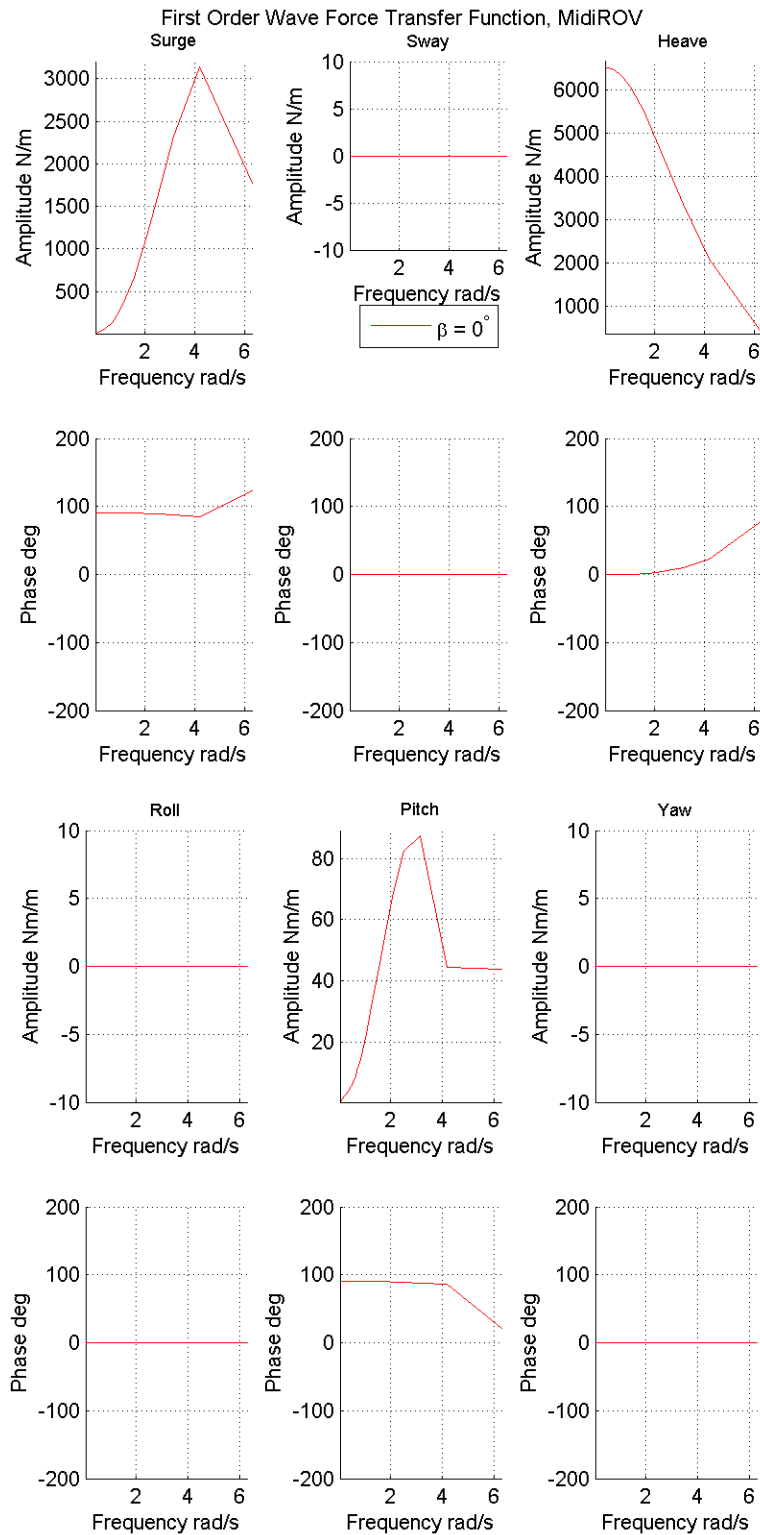 First Order Wave Force Transfer Function, MidiROV
Surge
Sway
Heave
Amplitude N/m
3000
2500
2000
1500
1000
500
2 4 6
Frequency rad/s
Amplitude N/m
10
5
0
-5
-10
2 4 6
Frequency rad/s
β = 0°
Amplitude N/m
6000
5000
4000
3000
2000
1000
2 4 6
Frequency rad/s
Phase deg
200
100
0
-100
-200
2 4 6
Frequency rad/s
Phase deg
200
100
0
-100
-200
2 4 6
Frequency rad/s
Phase deg
200
100
0
-100
-200
2 4 6
Frequency rad/s
Roll
Pitch
Yaw
Amplitude Nm/m
10
5
0
-5
-10
2 4 6
Frequency rad/s
Amplitude Nm/m
80
60
40
20
2 4 6
Frequency rad/s
Amplitude Nm/m
10
5
0
-5
-10
2 4 6
Frequency rad/s
Phase deg
200
100
0
-100
-200
2 4 6
Frequency rad/s
Phase deg
200
100
0
-100
-200
2 4 6
Frequency rad/s
Phase deg
200
100
0
-100
-200
2 4 6
Frequency rad/s